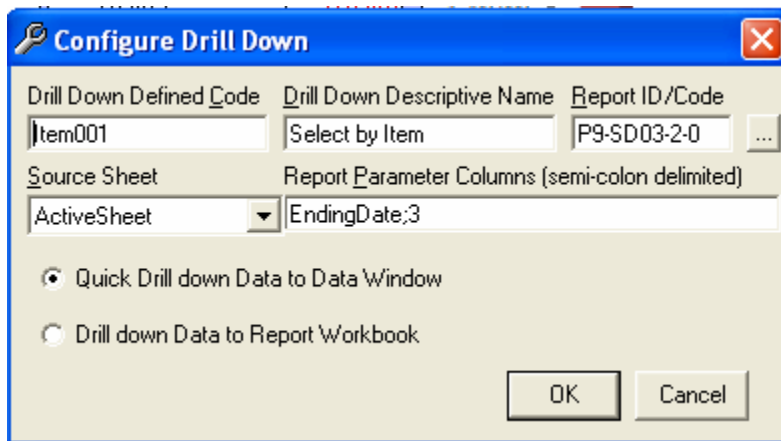 Configure Drill Down
Drill Down Defined Code Drill Down Descriptive Name Report ID/Code
Item001 Select by Item P9-SD03-2-0 ...
Source Sheet Report Parameter Columns (semi-colon delimited)
ActiveSheet EndingDate;3
Quick Drill down Data to Data Window
Drill down Data to Report Workbook
OK Cancel